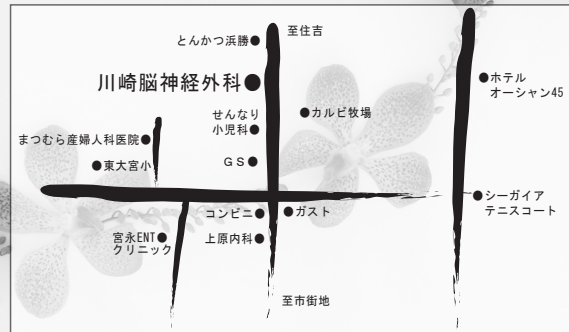 至住吉
とんかつ浜勝
川崎脳神経外科
ホテル
オーシャン45
せんなり
小児科
カルビ牧場
まつむら産婦人科医院
東大宮小
GS
シーガイア
テニスコート
コンビニ
ガスト
宮永ENT
クリニック
上原内科
至市街地